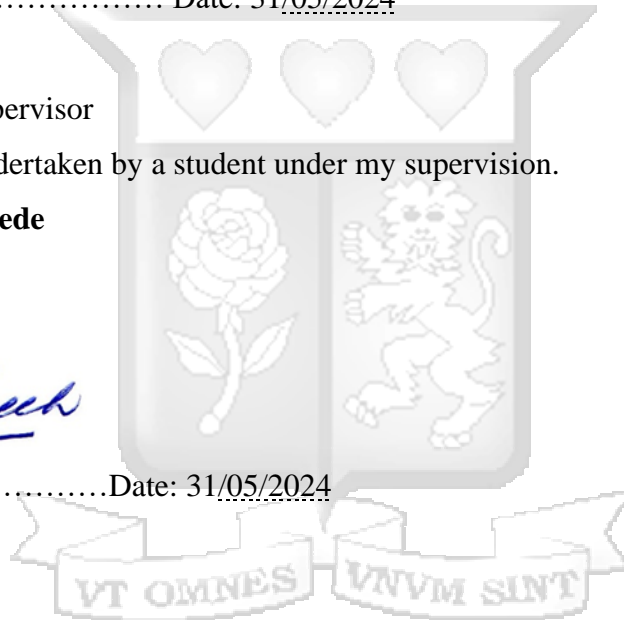 ……………… Date: 31/05/2024
pervisor
dertaken by a student under my supervision.
ede
…………Date: 31/05/2024
VT OMNES VNVM SINT